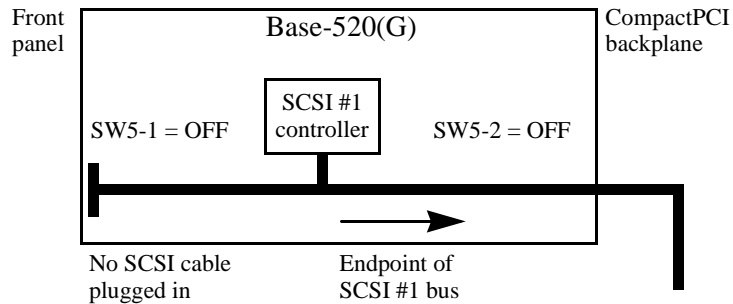 Front
panel
Base-520(G)
CompactPCI
backplane
SCSI #1
controller
SW5-1 = OFF
SW5-2 = OFF
No SCSI cable
plugged in
Endpoint of
SCSI #1 bus